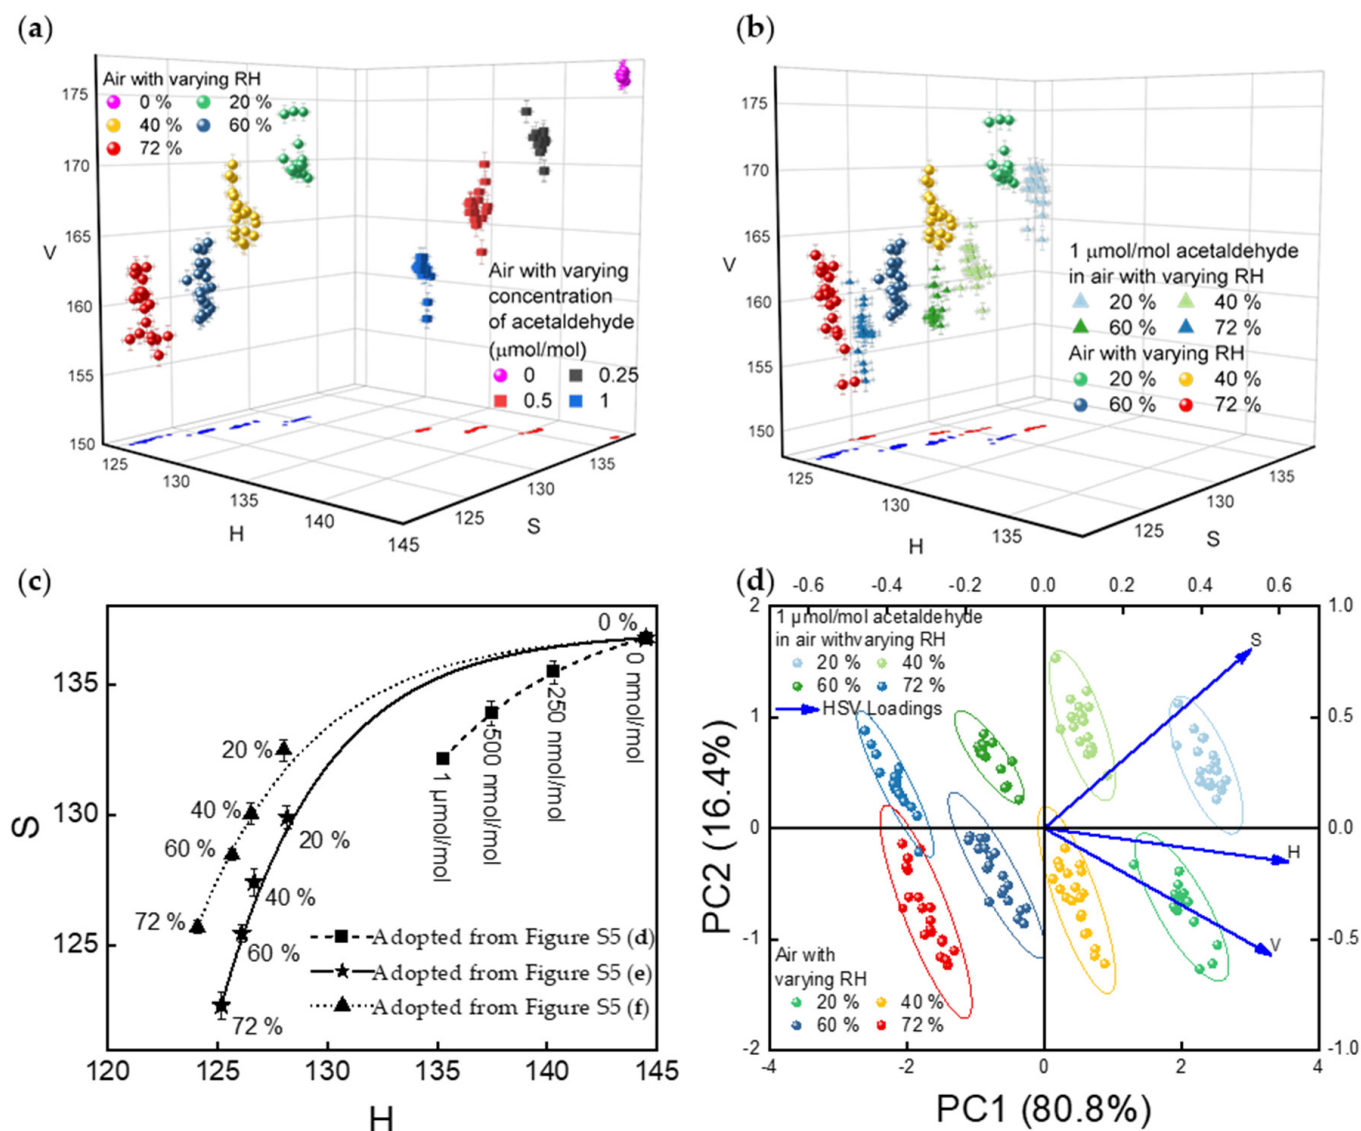 (a)
Air with varying RH
0 % 20 %
40 % 60 %
72 %
175
170
165
V
160
155
150
125
130
135
140
145
H
125
130
135
S
Air with varying
concentration
of acetaldehyde
(μmol/mol)
0 0.25
0.5 1
(b)
175
170
165
V
160
155
150
125
130
135
H
125
130
135
S
1 μmol/mol acetaldehyde
in air with varying RH
20 % 40 %
60 % 72 %
Air with varying RH
20 % 40 %
60 % 72 %
(c)
135
130
125
S
120 125 130 135 140 145
H
0 %
0 nmol/mol
250 nmol/mol
500 nmol/mol
1 μmol/mol
20 %
40 %
60 %
72 %
20 %
40 %
60 %
72 %
Adopted from Figure S5 (d)
Adopted from Figure S5 (e)
Adopted from Figure S5 (f)
(d)
-0.6 -0.4 -0.2 0.0 0.2 0.4 0.6
2
1
0
-1
-2
PC2 (16.4%)
1.0
0.5
0.0
-0.5
-1.0
1 μmol/mol acetaldehyde
in air withvarying RH
20 % 40 %
60 % 72 %
HSV Loadings
S
H
V
Air with
varying RH
20 % 40 %
60 % 72 %
-4 -2 0 2 4
PC1 (80.8%)